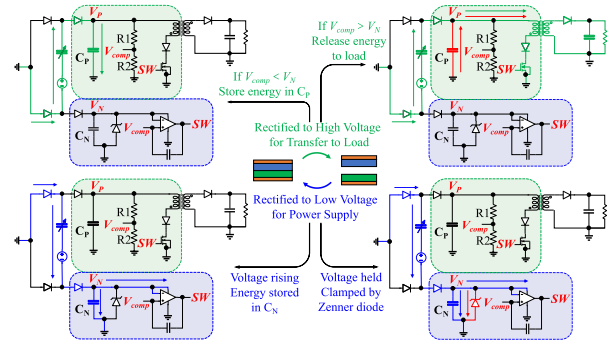 V_P
R1
C_P
V_comp
R2
SW
V_N
C_N
V_comp
SW
If V_comp < V_N
Store energy in C_P
If V_comp > V_N
Release energy
to load
V_P
R1
C_P
V_comp
R2
SW
V_N
C_N
V_comp
SW
Rectified to High Voltage
for Transfer to Load
Rectified to Low Voltage
for Power Supply
V_P
R1
C_P
V_comp
R2
SW
V_N
C_N
V_comp
SW
Voltage rising
Energy stored
in C_N
Voltage held
Clamped by
Zenner diode
V_P
R1
C_P
V_comp
R2
SW
V_N
C_N
V_comp
SW